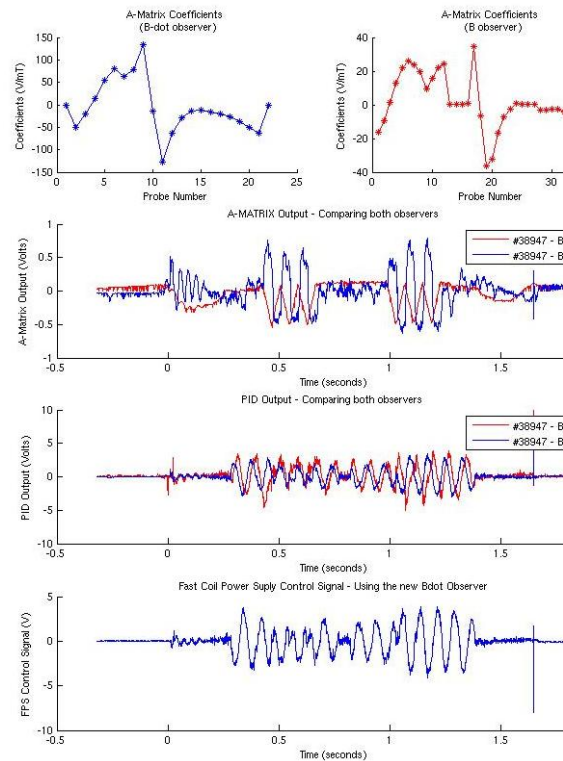 A-Matrix Coefficients
(B-dot observer)
150
100
50
0
-50
-100
-150
0
5
10
15
20
25
Coefficients (V/mT)
Probe Number
A-Matrix Coefficients
(B observer)
40
20
0
-20
-40
0
10
20
30
Coefficients (V/mT)
Probe Number
A-MATRIX Output - Comparing both observers
1
0.5
0
-0.5
-1
-0.5
0
0.5
1
1.5
A-Matrix Output (Volts)
Time (seconds)
#38947 - B
#38947 - B
PID Output - Comparing both observers
10
5
0
-5
-10
-0.5
0
0.5
1
1.5
PID Output (Volts)
Time (seconds)
#38947 - B
#38947 - B
Fast Coil Power Suply Control Signal - Using the new Bdot Observer
5
0
-5
-10
-0.5
0
0.5
1
1.5
FPS Control Signal (V)
Time (seconds)